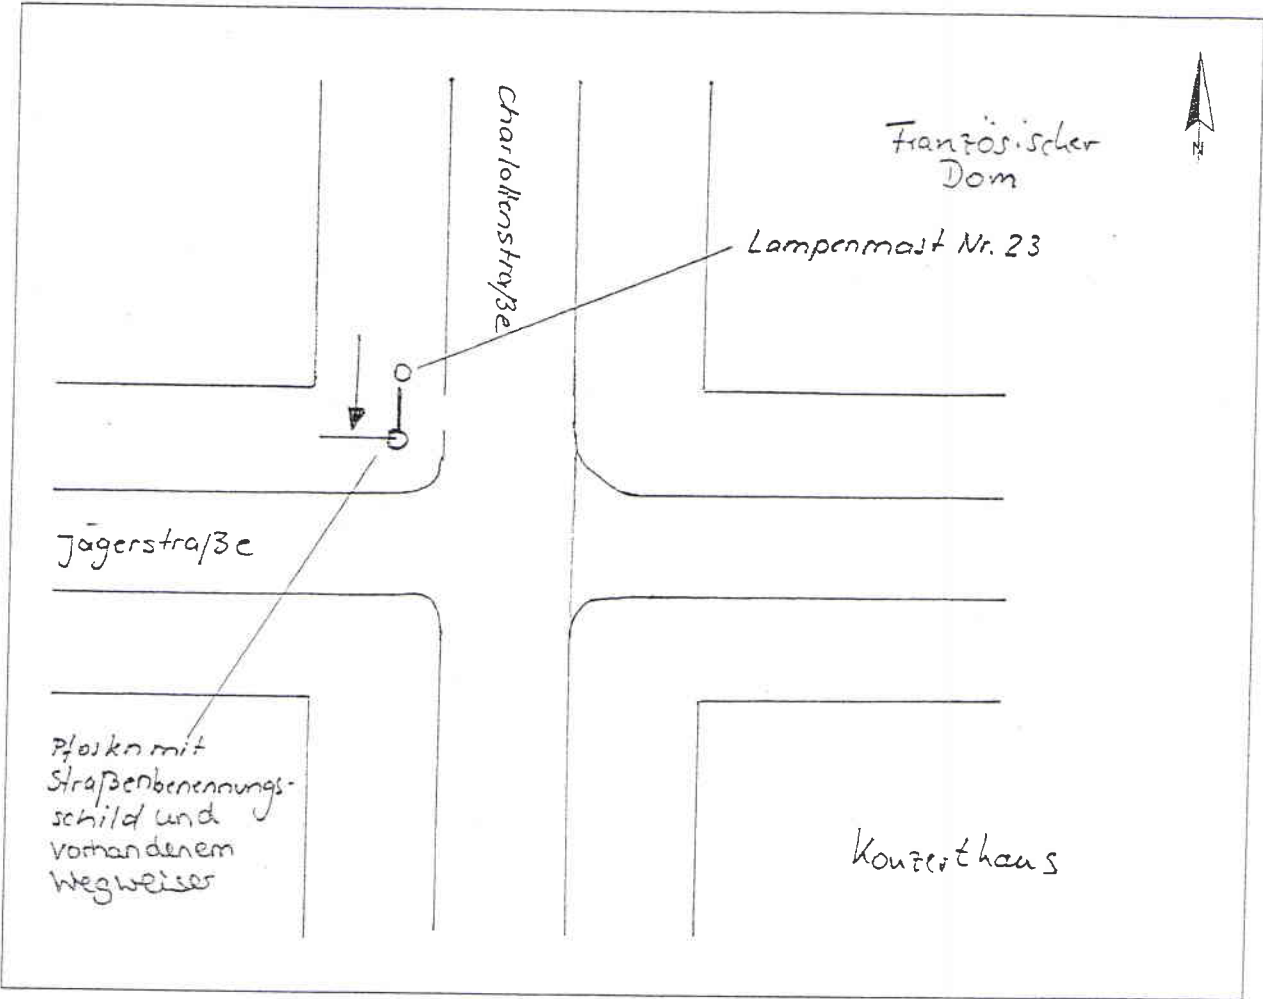 Charlottenstraße
Französischer
Dom
N
Lampenmast Nr. 23
Jägerstraße
Pfosten mit
Straßenbenennungs-
schild und
vorhandenem
Wegweiser
Konzerthaus